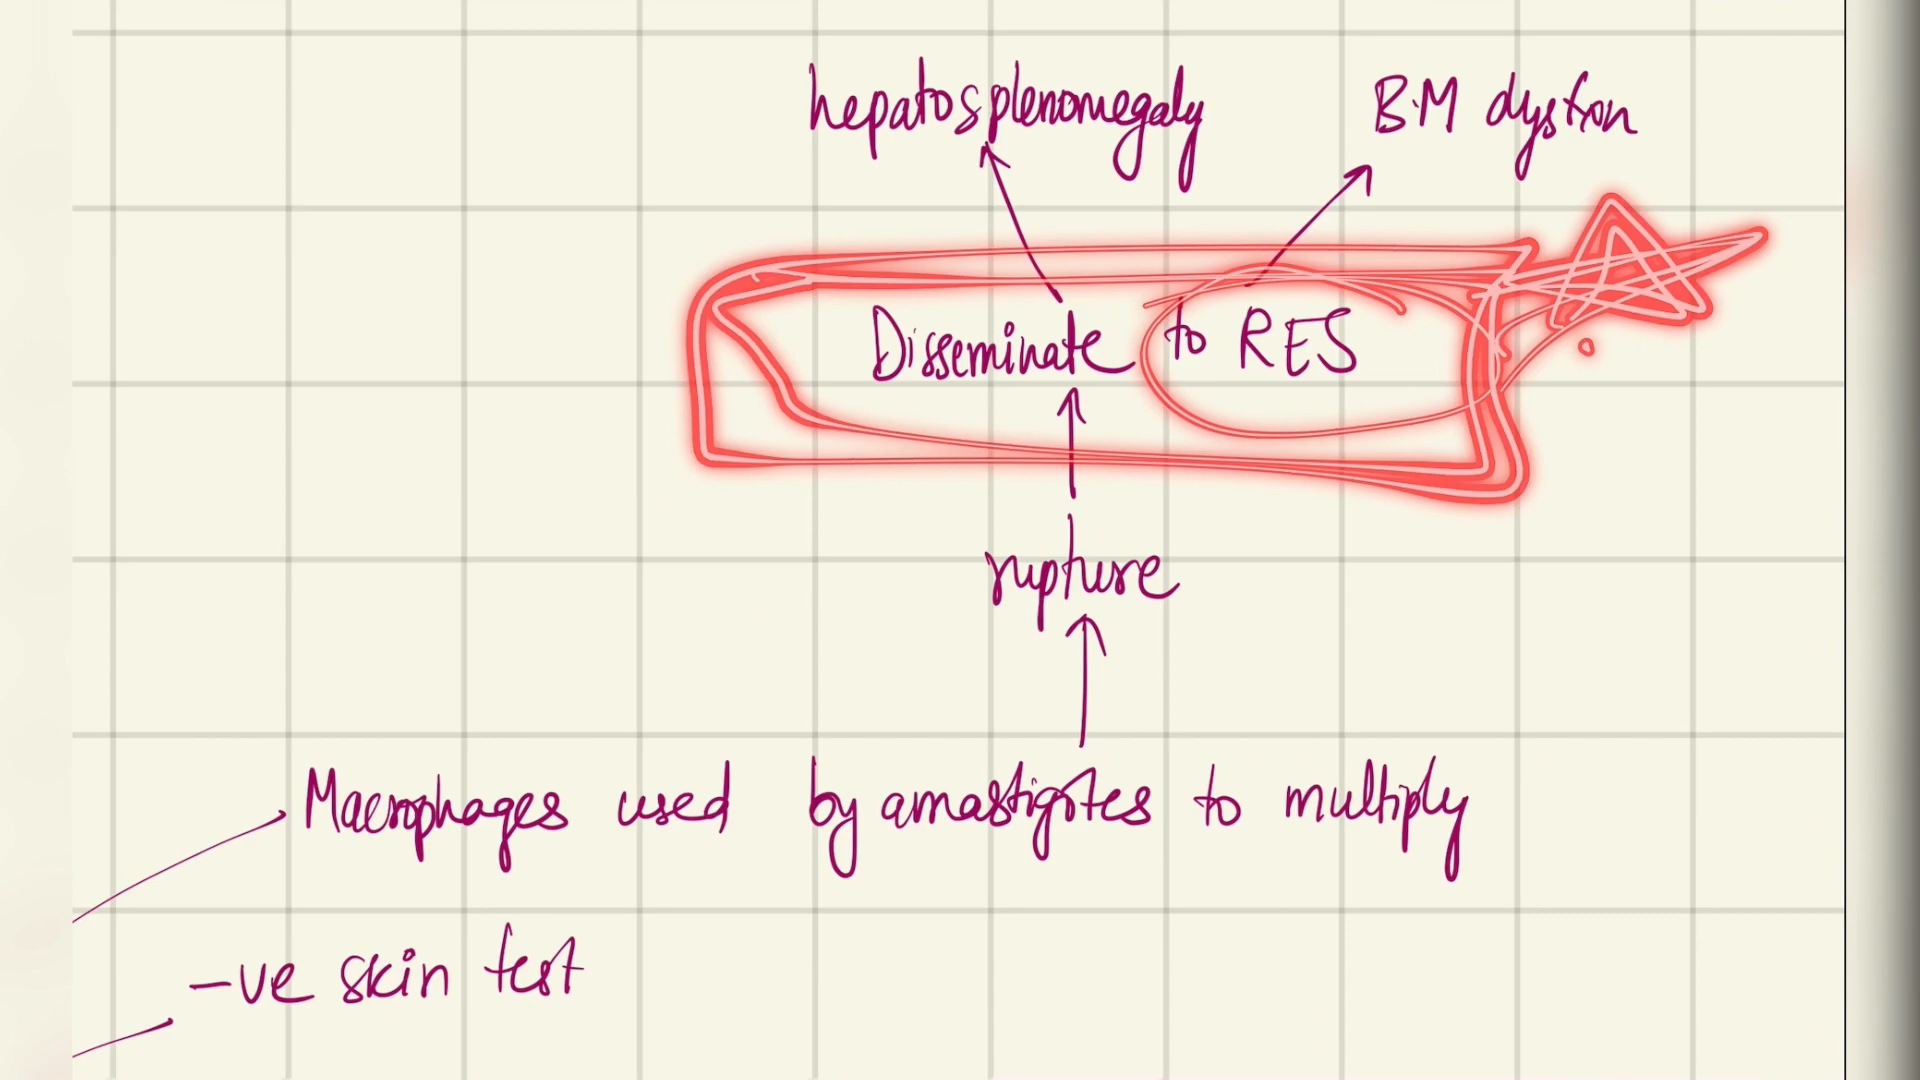 hepatosplenomegaly B.M dysfxn
Disseminate to RES
rupture
Macrophages used by amastigotes to multiply
-ve skin test